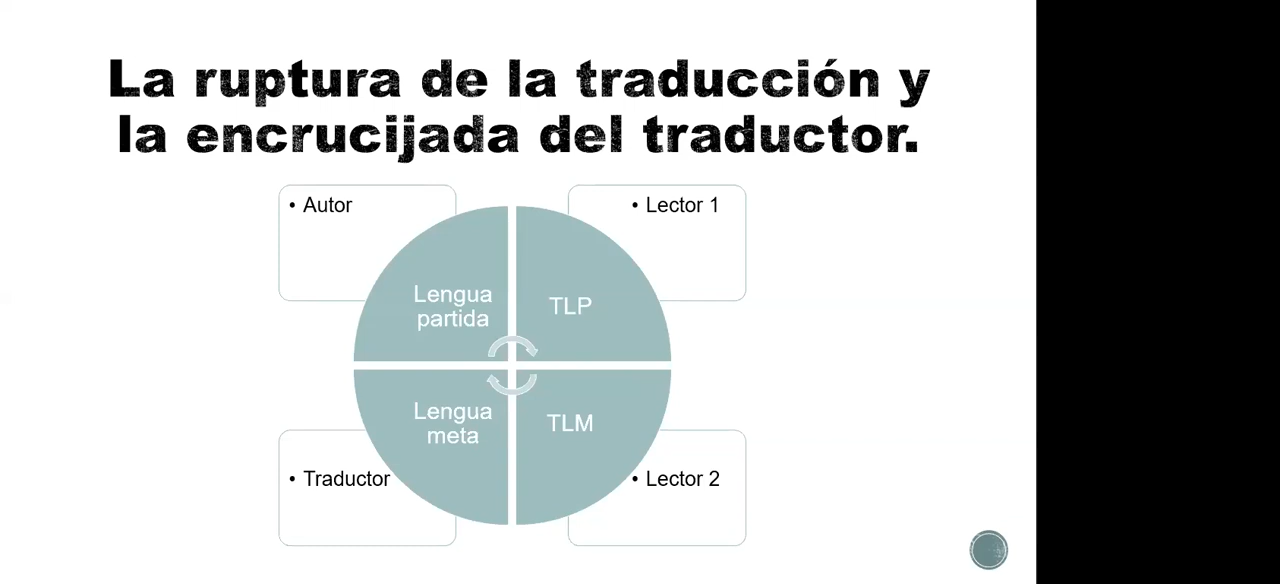 La ruptura de la traducción y
la encrucijada del traductor.
• Autor
• Lector 1
Lengua
partida
TLP
Lengua
meta
TLM
• Traductor
• Lector 2